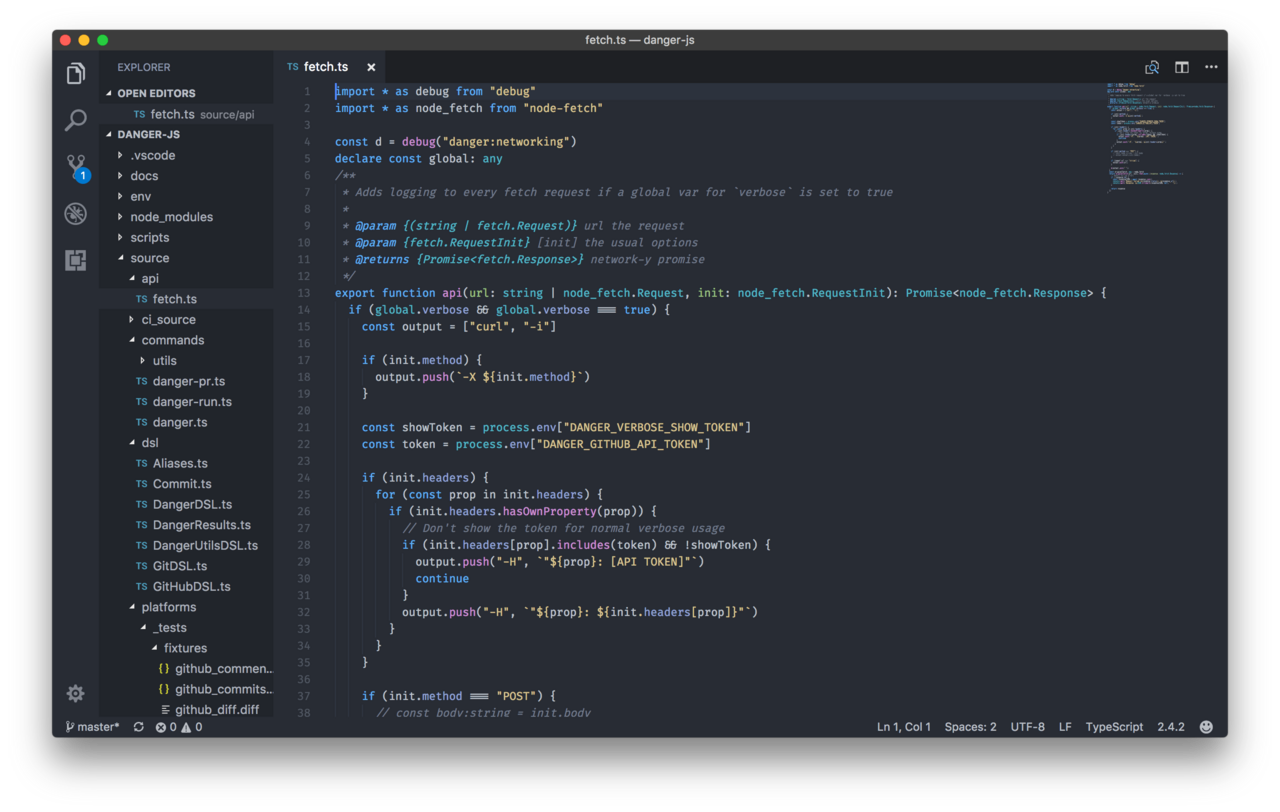 fetch.ts — danger-js
EXPLORER
OPEN EDITORS
TS fetch.ts source/api
DANGER-JS
.vscode
docs
env
node_modules
scripts
source
api
TS fetch.ts
ci_source
commands
utils
TS danger-pr.ts
TS danger-run.ts
TS danger.ts
dsl
TS Aliases.ts
TS Commit.ts
TS DangerDSL.ts
TS DangerResults.ts
TS DangerUtilsDSL.ts
TS GitDSL.ts
TS GitHubDSL.ts
platforms
_tests
fixtures
{} github_commen...
{} github_commits...
github_diff.diff
1
TS fetch.ts ×
1 import * as debug from "debug"
2 import * as node_fetch from "node-fetch"
3
4 const d = debug("danger:networking")
5 declare const global: any
6 /**
7  * Adds logging to every fetch request if a global var for `verbose` is set to true
8  *
9  * @param {(string | fetch.Request)} url the request
10  * @param {fetch.RequestInit} [init] the usual options
11  * @returns {Promise<fetch.Response>} network-y promise
12  */
13 export function api(url: string | node_fetch.Request, init: node_fetch.RequestInit): Promise<node_fetch.Response> {
14   if (global.verbose && global.verbose === true) {
15     const output = ["curl", "-i"]
16
17     if (init.method) {
18       output.push(`-X ${init.method}`)
19     }
20
21     const showToken = process.env["DANGER_VERBOSE_SHOW_TOKEN"]
22     const token = process.env["DANGER_GITHUB_API_TOKEN"]
23
24     if (init.headers) {
25       for (const prop in init.headers) {
26         if (init.headers.hasOwnProperty(prop)) {
27           // Don't show the token for normal verbose usage
28           if (init.headers[prop].includes(token) && !showToken) {
29             output.push("-H", `"${prop}: [API TOKEN]"`)
30             continue
31           }
32           output.push("-H", `"${prop}: ${init.headers[prop]}"`)
33         }
34       }
35     }
36
37     if (init.method === "POST") {
38       // const body:string = init.body
master* 0 0
Ln 1, Col 1 Spaces: 2 UTF-8 LF TypeScript 2.4.2